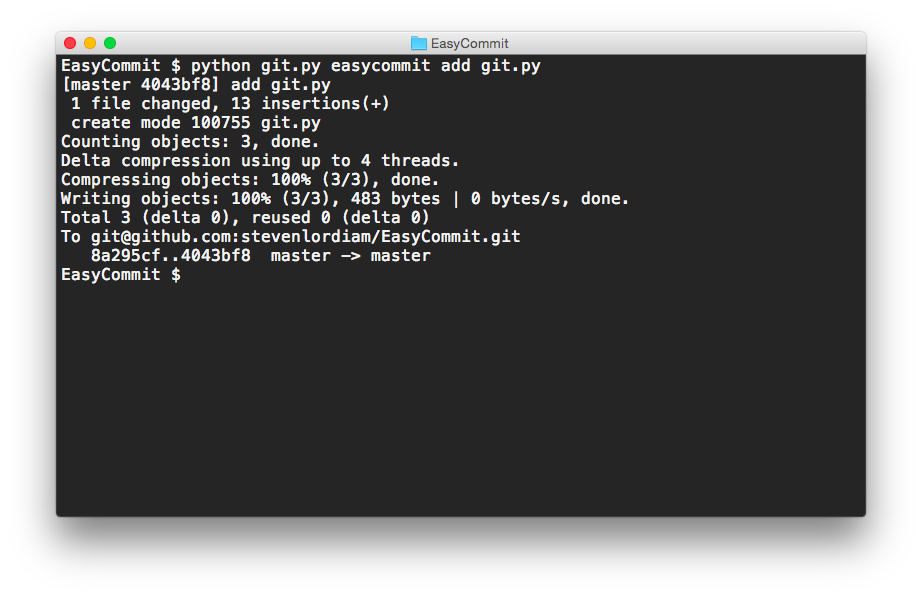 EasyCommit
EasyCommit $ python git.py easycommit add git.py
[master 4043bf8] add git.py
 1 file changed, 13 insertions(+)
 create mode 100755 git.py
Counting objects: 3, done.
Delta compression using up to 4 threads.
Compressing objects: 100% (3/3), done.
Writing objects: 100% (3/3), 483 bytes | 0 bytes/s, done.
Total 3 (delta 0), reused 0 (delta 0)
To git@github.com:stevenlordiam/EasyCommit.git
   8a295cf..4043bf8  master -> master
EasyCommit $